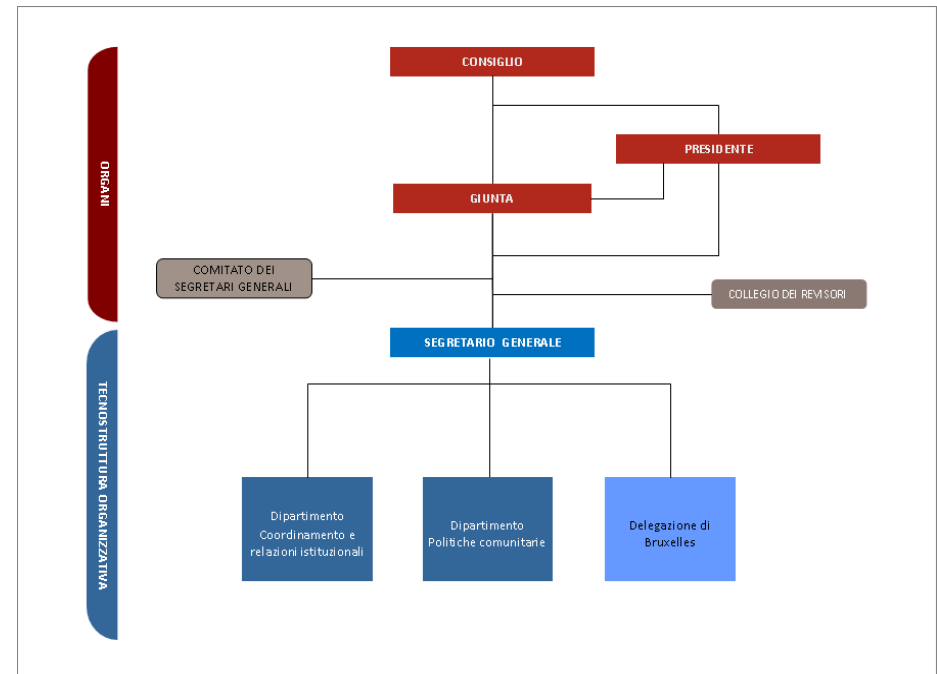 CONSIGLIO
PRESIDENTE
ORGANI
GIUNTA
COMITATO DEI
SEGRETARI GENERALI
COLLEGIO DEI REVISORI
SEGRETARIO GENERALE
TECNOSTRUTTURA ORGANIZZATIVA
Dipartimento
Coordinamento e
relazioni istituzionali
Dipartimento
Politiche comunitarie
Delegazione di
Bruxelles